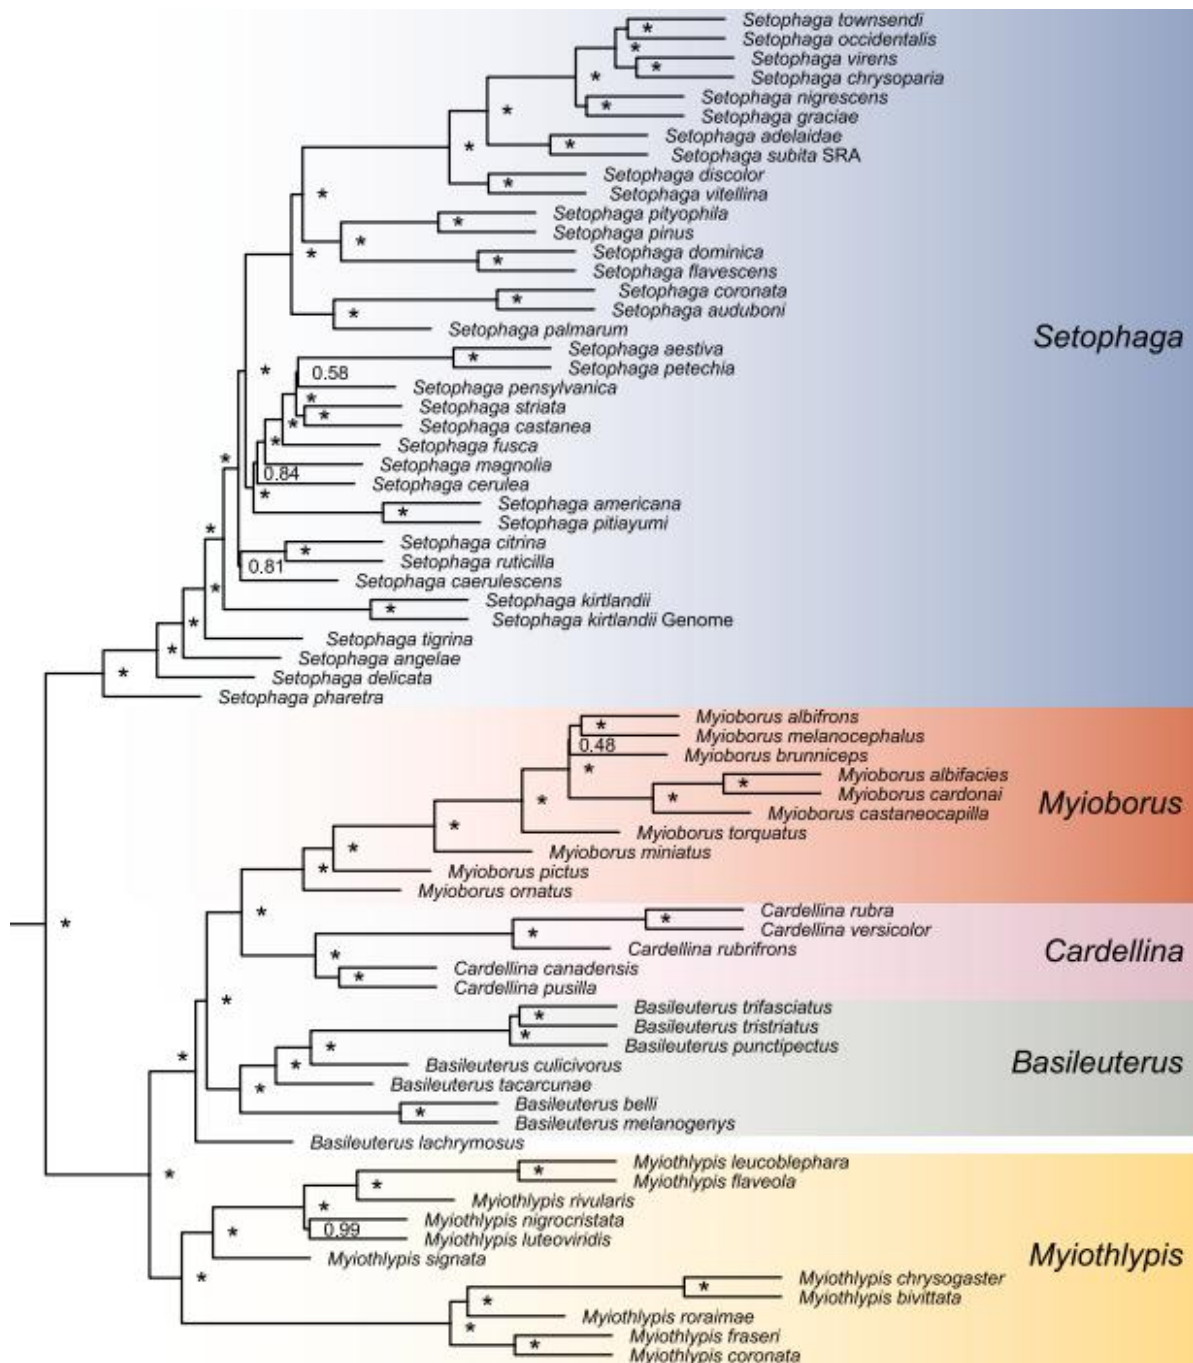 Setophaga townsendi
Setophaga occidentalis
Setophaga virens
Setophaga chrysoparia
Setophaga nigrescens
Setophaga graciae
Setophaga adelaidae
Setophaga subita SRA
Setophaga discolor
Setophaga vitellina
Setophaga pityophila
Setophaga pinus
Setophaga dominica
Setophaga flavescens
Setophaga coronata
Setophaga auduboni
Setophaga palmarum
Setophaga
Setophaga aestiva
Setophaga petechia
0.58
Setophaga pensylvanica
Setophaga striata
Setophaga castanea
Setophaga fusca
Setophaga magnolia
0.84
Setophaga cerulea
Setophaga americana
Setophaga pitiayumi
Setophaga citrina
Setophaga ruticilla
0.81
Setophaga caerulescens
Setophaga kirtlandii
Setophaga kirtlandii Genome
Setophaga tigrina
Setophaga angelae
Setophaga delicata
Setophaga pharetra
Myioborus albifrons
Myioborus melanocephalus
0.48
Myioborus brunniceps
Myioborus albifacies
Myioborus cardonai
Myioborus castaneocapilla
Myioborus
Myioborus torquatus
Myioborus miniatus
Myioborus pictus
Myioborus ornatus
Cardellina rubra
Cardellina versicolor
Cardellina rubrifrons
Cardellina
Cardellina canadensis
Cardellina pusilla
Basileuterus trifasciatus
Basileuterus tristriatus
Basileuterus punctipectus
Basileuterus
Basileuterus culicivorus
Basileuterus tacarcunae
Basileuterus belli
Basileuterus melanogenys
Basileuterus lachrymosus
Myiothlypis leucoblephara
Myiothlypis flaveola
Myiothlypis rivularis
Myiothlypis nigrocristata
0.99
Myiothlypis luteoviridis
Myiothlypis signata
Myiothlypis
Myiothlypis chrysogaster
Myiothlypis bivittata
Myiothlypis roraimae
Myiothlypis fraseri
Myiothlypis coronata